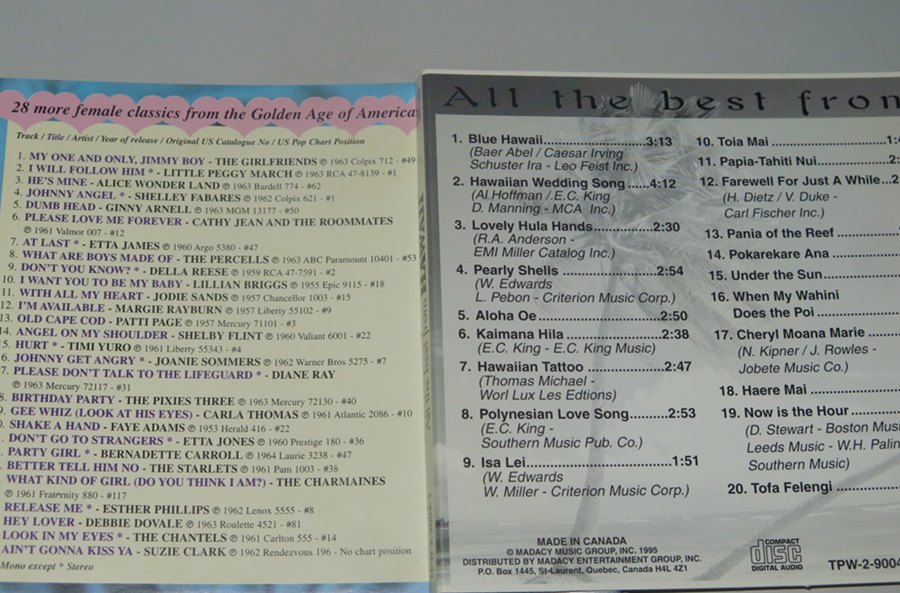 28 more female classics from the Golden Age of America
Track / Title / Artist / Year of release / Original US Catalogue No / US Pop Chart Position
1. MY ONE AND ONLY, JIMMY BOY - THE GIRLFRIENDS ℗ 1963 Colpix 712 - #49
2. I WILL FOLLOW HIM * - LITTLE PEGGY MARCH ℗ 1963 RCA 47-8139 - #1
3. HE'S MINE - ALICE WONDER LAND ℗ 1963 Bardell 774 - #62
4. JOHNNY ANGEL * - SHELLEY FABARES ℗ 1962 Colpix 621 - #1
5. DUMB HEAD - GINNY ARNELL ℗ 1963 MGM 13177 - #50
6. PLEASE LOVE ME FOREVER - CATHY JEAN AND THE ROOMMATES
℗ 1961 Valmor 007 - #12
7. AT LAST * - ETTA JAMES ℗ 1960 Argo 5380 - #47
8. WHAT ARE BOYS MADE OF - THE PERCELLS ℗ 1963 ABC Paramount 10401 - #53
9. DON'T YOU KNOW? * - DELLA REESE ℗ 1959 RCA 47-7591 - #2
10. I WANT YOU TO BE MY BABY - LILLIAN BRIGGS ℗ 1955 Epic 9115 - #18
11. WITH ALL MY HEART - JODIE SANDS ℗ 1957 Chancellor 1003 - #15
12. I'M AVAILABLE - MARGIE RAYBURN ℗ 1957 Liberty 55102 - #9
13. OLD CAPE COD - PATTI PAGE ℗ 1957 Mercury 71101 - #3
14. ANGEL ON MY SHOULDER - SHELBY FLINT ℗ 1960 Valiant 6001 - #22
15. HURT * - TIMI YURO ℗ 1961 Liberty 55343 - #4
6. JOHNNY GET ANGRY * - JOANIE SOMMERS ℗ 1962 Warner Bros 5275 - #7
7. PLEASE DON'T TALK TO THE LIFEGUARD * - DIANE RAY
℗ 1963 Mercury 72117 - #31
8. BIRTHDAY PARTY - THE PIXIES THREE ℗ 1963 Mercury 72130 - #40
9. GEE WHIZ (LOOK AT HIS EYES) - CARLA THOMAS ℗ 1961 Atlantic 2086 - #10
0. SHAKE A HAND - FAYE ADAMS ℗ 1953 Herald 416 - #22
. DON'T GO TO STRANGERS * - ETTA JONES ℗ 1960 Prestige 180 - #36
. PARTY GIRL * - BERNADETTE CARROLL ℗ 1964 Laurie 3238 - #47
. BETTER TELL HIM NO - THE STARLETS ℗ 1961 Pam 1003 - #38
. WHAT KIND OF GIRL (DO YOU THINK I AM?) - THE CHARMAINES
℗ 1961 Fraternity 880 - #117
RELEASE ME * - ESTHER PHILLIPS ℗ 1962 Lenox 5555 - #8
HEY LOVER - DEBBIE DOVALE ℗ 1963 Roulette 4521 - #81
LOOK IN MY EYES * - THE CHANTELS ℗ 1961 Carlton 555 - #14
AIN'T GONNA KISS YA - SUZIE CLARK ℗ 1962 Rendezvous 196 - No chart position
Mono except * Stereo
All the best from
1. Blue Hawaii..............3:13
(Baer Abel / Caesar Irving
Schuster Ira - Leo Feist Inc.)
2. Hawaiian Wedding Song.....4:12
(Al Hoffman /.E.C. King
D. Manning - MCA Inc.)
3. Lovely Hula Hands............2:30
(R.A. Anderson -
EMI Miller Catalog Inc.)
4. Pearly Shells ..............2:54
(W. Edwards
L. Pebon - Criterion Music Corp.)
5. Aloha Oe ..............2:50
6. Kaimana Hila ..............2:38
(E.C. King - E.C. King Music)
7. Hawaiian Tattoo ..............2:47
(Thomas Michael -
Worl Lux Les Edtions)
8. Polynesian Love Song.........2:53
(E.C. King -
Southern Music Pub. Co.)
9. Isa Lei..............1:51
(W. Edwards
W. Miller - Criterion Music Corp.)
10. Toia Mai ..............1:4
11. Papia-Tahiti Nui..............2:
12. Farewell For Just A While...2
(H. Dietz / V. Duke -
Carl Fischer Inc.)
13. Pania of the Reef ..............
14. Pokarekare Ana ..............
15. Under the Sun..............
16. When My Wahini
Does the Poi ..............
17. Cheryl Moana Marie ..............
(N. Kipner / J. Rowles -
Jobete Music Co.)
18. Haere Mai ..............
19. Now is the Hour..............
(D. Stewart - Boston Mus
Leeds Music - W.H. Palin
Southern Music)
20. Tofa Felengi ..............
MADE IN CANADA
© MADACY MUSIC GROUP, INC. 1995
DISTRIBUTED BY MADACY ENTERTAINMENT GROUP, INC.
P.O. Box 1445, St-Laurent, Quebec, Canada H4L 4Z1
COMPACT
disc
DIGITAL AUDIO
TPW-2-9004